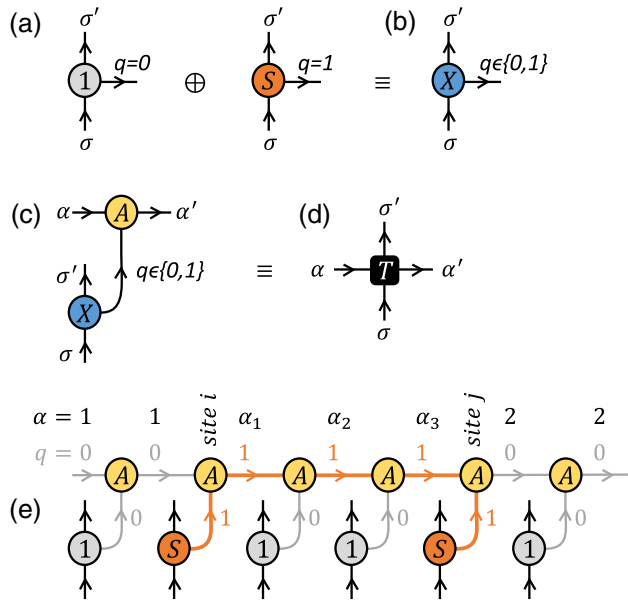 (a) σ′ 1 q=0 σ ⊕ σ′ S q=1 σ ≡ (b) σ′ X q∈{0,1} σ
(c) α A α′ σ′ X q∈{0,1} σ ≡ (d) σ′ α T α′ σ
α = 1 1 site i α₁ α₂ α₃ site j 2 2
q = 0 0 1 1 1 0 0
A A A A A A
(e) 0 1 0 0 1 0
1 S 1 1 S 1